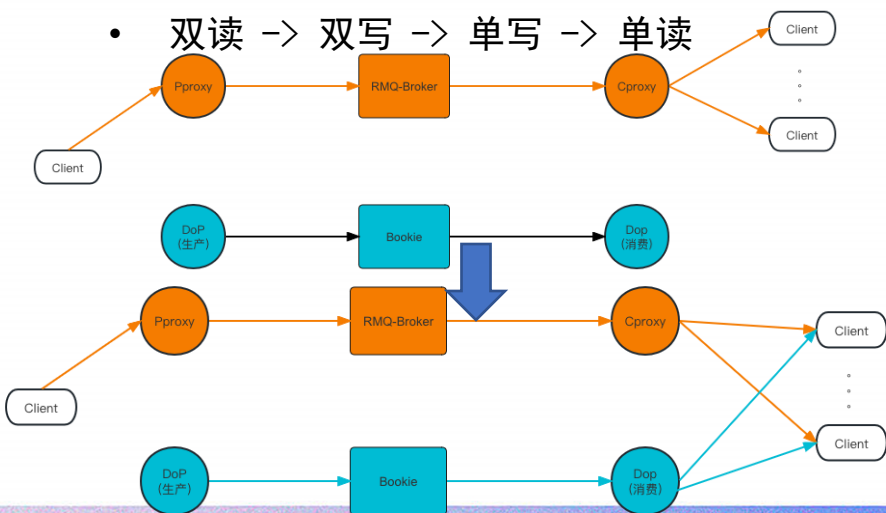 • 双读 -> 双写 -> 单写 -> 单读
Client
Pproxy
RMQ-Broker
Cproxy
Client
Client
DoP
(生产)
Bookie
Dop
(消费)
Pproxy
RMQ-Broker
Cproxy
Client
Client
Client
DoP
(生产)
Bookie
Dop
(消费)